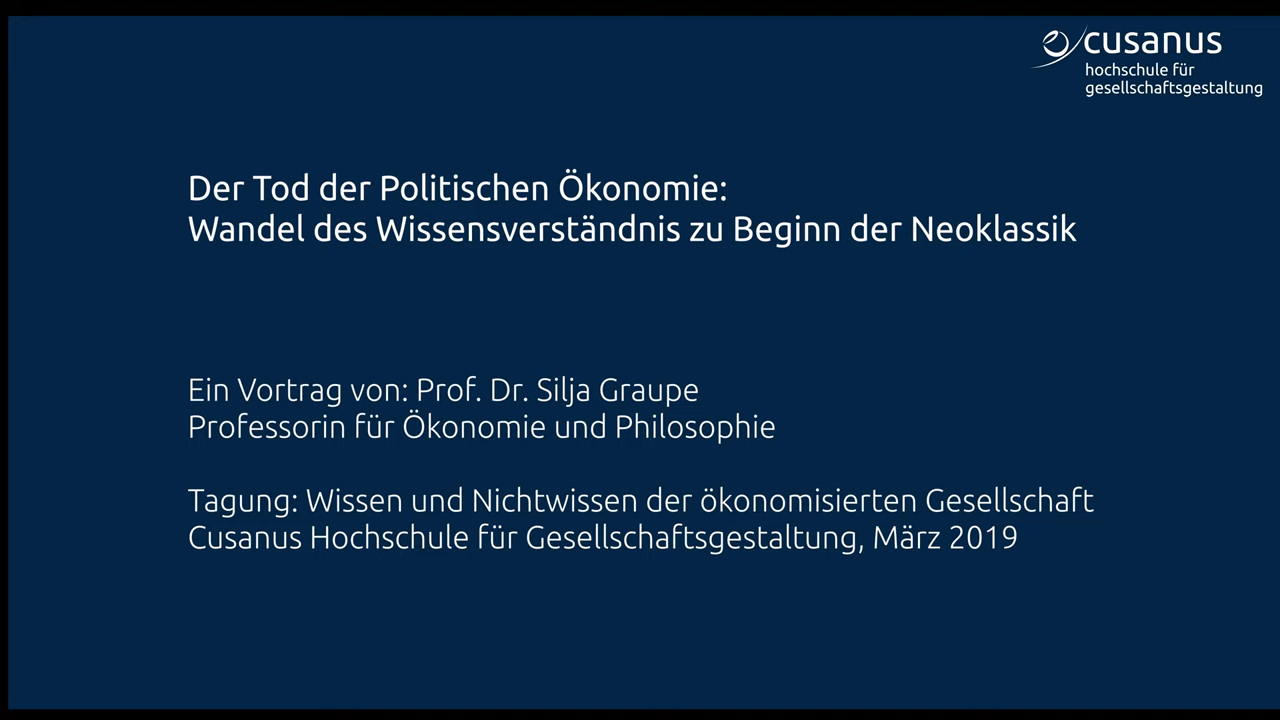 cusanus
hochschule für
gesellschaftsgestaltung
Der Tod der Politischen Ökonomie:
Wandel des Wissensverständnis zu Beginn der Neoklassik
Ein Vortrag von: Prof. Dr. Silja Graupe
Professorin für Ökonomie und Philosophie
Tagung: Wissen und Nichtwissen der ökonomisierten Gesellschaft
Cusanus Hochschule für Gesellschaftsgestaltung, März 2019